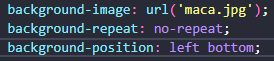 background-image: url('maca.jpg');
background-repeat: no-repeat;
background-position: left bottom;